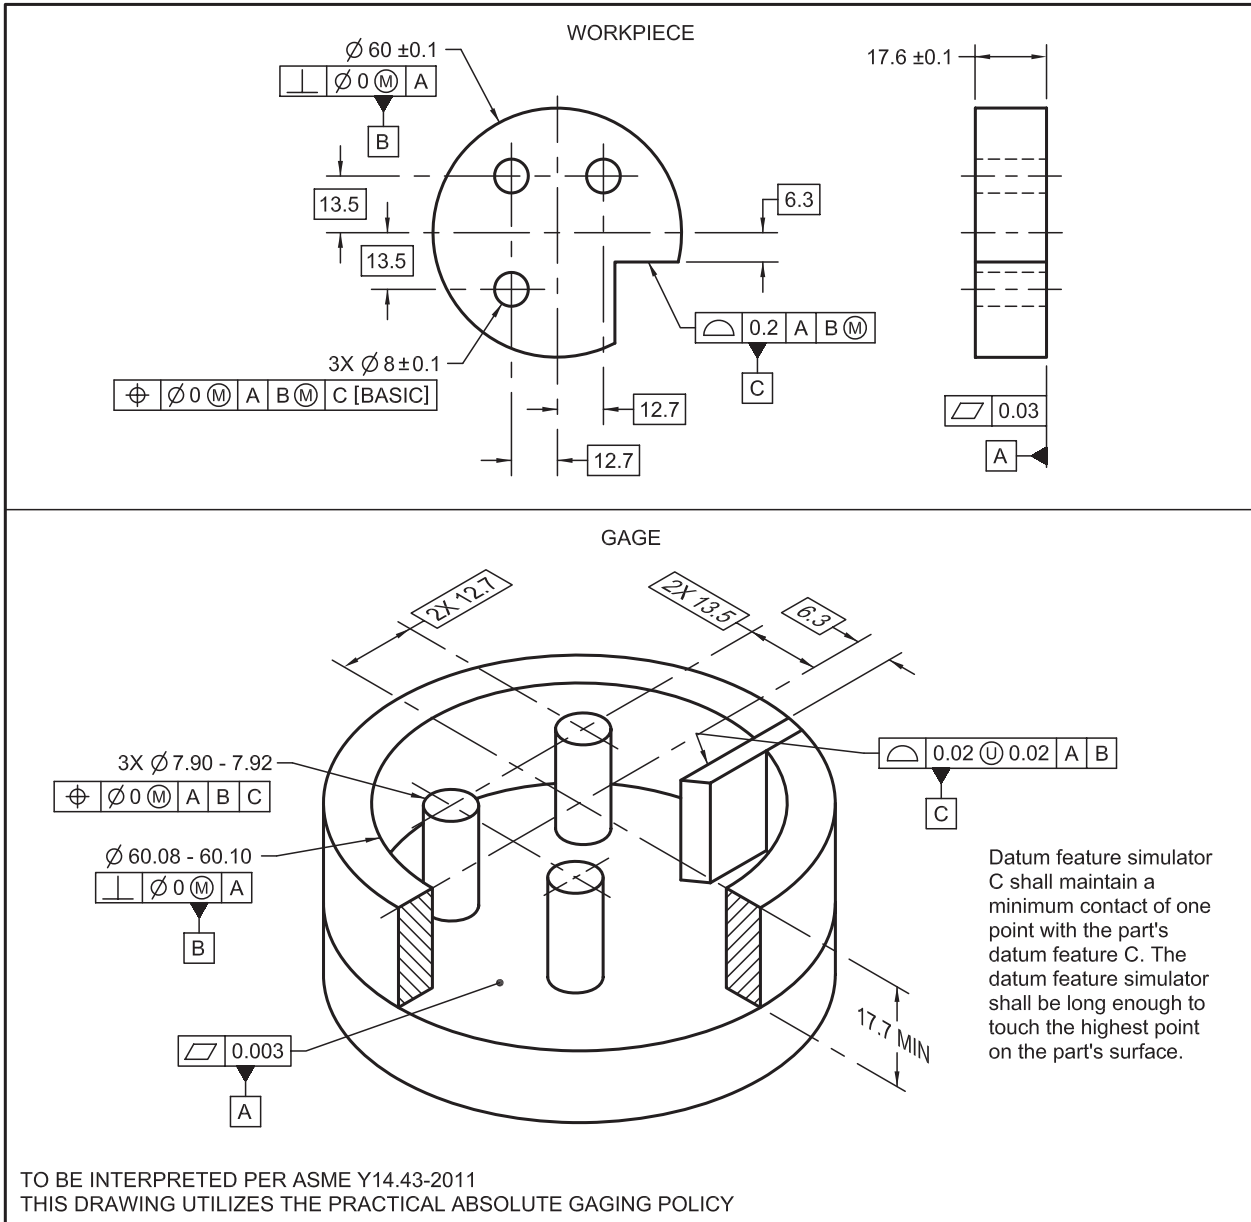 WORKPIECE
⌀ 60 ±0.1
⟂ ⌀ 0 Ⓜ A
B
17.6 ±0.1
13.5
13.5
6.3
⌓ 0.2 A B Ⓜ
C
3X ⌀ 8 ±0.1
⌖ ⌀ 0 Ⓜ A B Ⓜ C [BASIC]
12.7
12.7
⏥ 0.03
A
GAGE
2X 12.7
2X 13.5
6.3
3X ⌀ 7.90 - 7.92
⌖ ⌀ 0 Ⓜ A B C
⌓ 0.02 Ⓤ 0.02 A B
C
⌀ 60.08 - 60.10
⟂ ⌀ 0 Ⓜ A
B
Datum feature simulator
C shall maintain a
minimum contact of one
point with the part's
datum feature C. The
datum feature simulator
shall be long enough to
touch the highest point
on the part's surface.
17.7 MIN
⏥ 0.003
A
TO BE INTERPRETED PER ASME Y14.43-2011
THIS DRAWING UTILIZES THE PRACTICAL ABSOLUTE GAGING POLICY